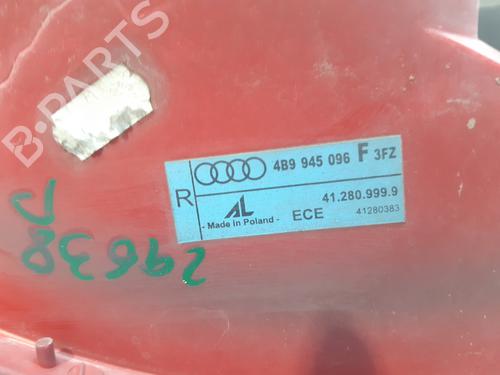 B-PARTS
4B9 945 096 F 3FZ
R
41.280.999.9
AL
ECE
41280383
- Made in Poland -
29638